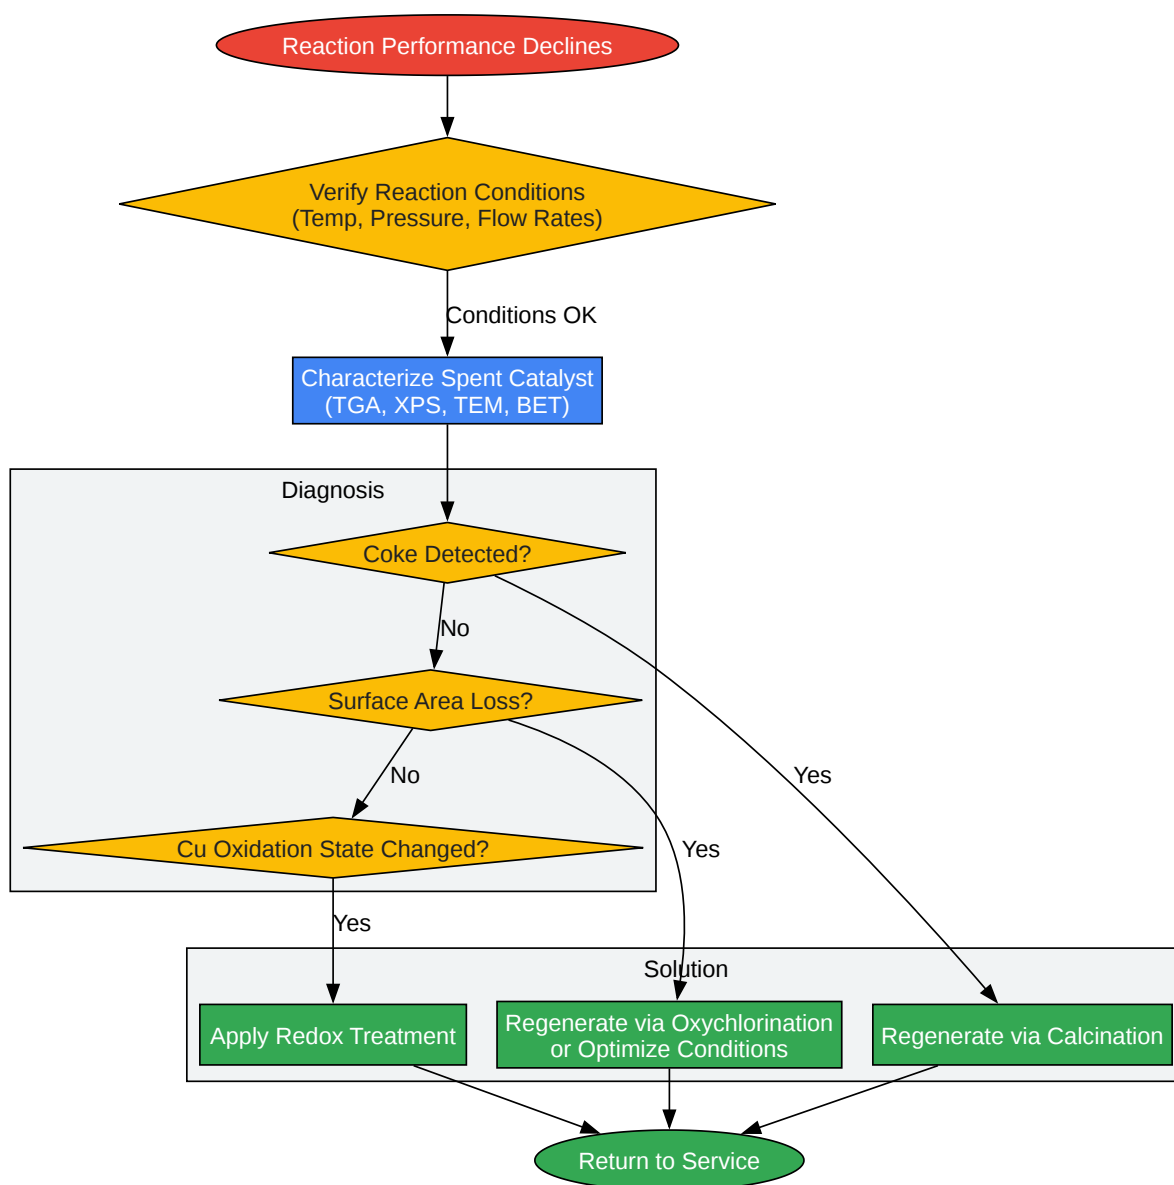 Reaction Performance Declines
Verify Reaction Conditions
(Temp, Pressure, Flow Rates)
Conditions OK
Characterize Spent Catalyst
(TGA, XPS, TEM, BET)
Diagnosis
Coke Detected?
No
Surface Area Loss?
No
Yes
Cu Oxidation State Changed?
Yes
Yes
Solution
Apply Redox Treatment
Regenerate via Oxychlorination
or Optimize Conditions
Regenerate via Calcination
Return to Service